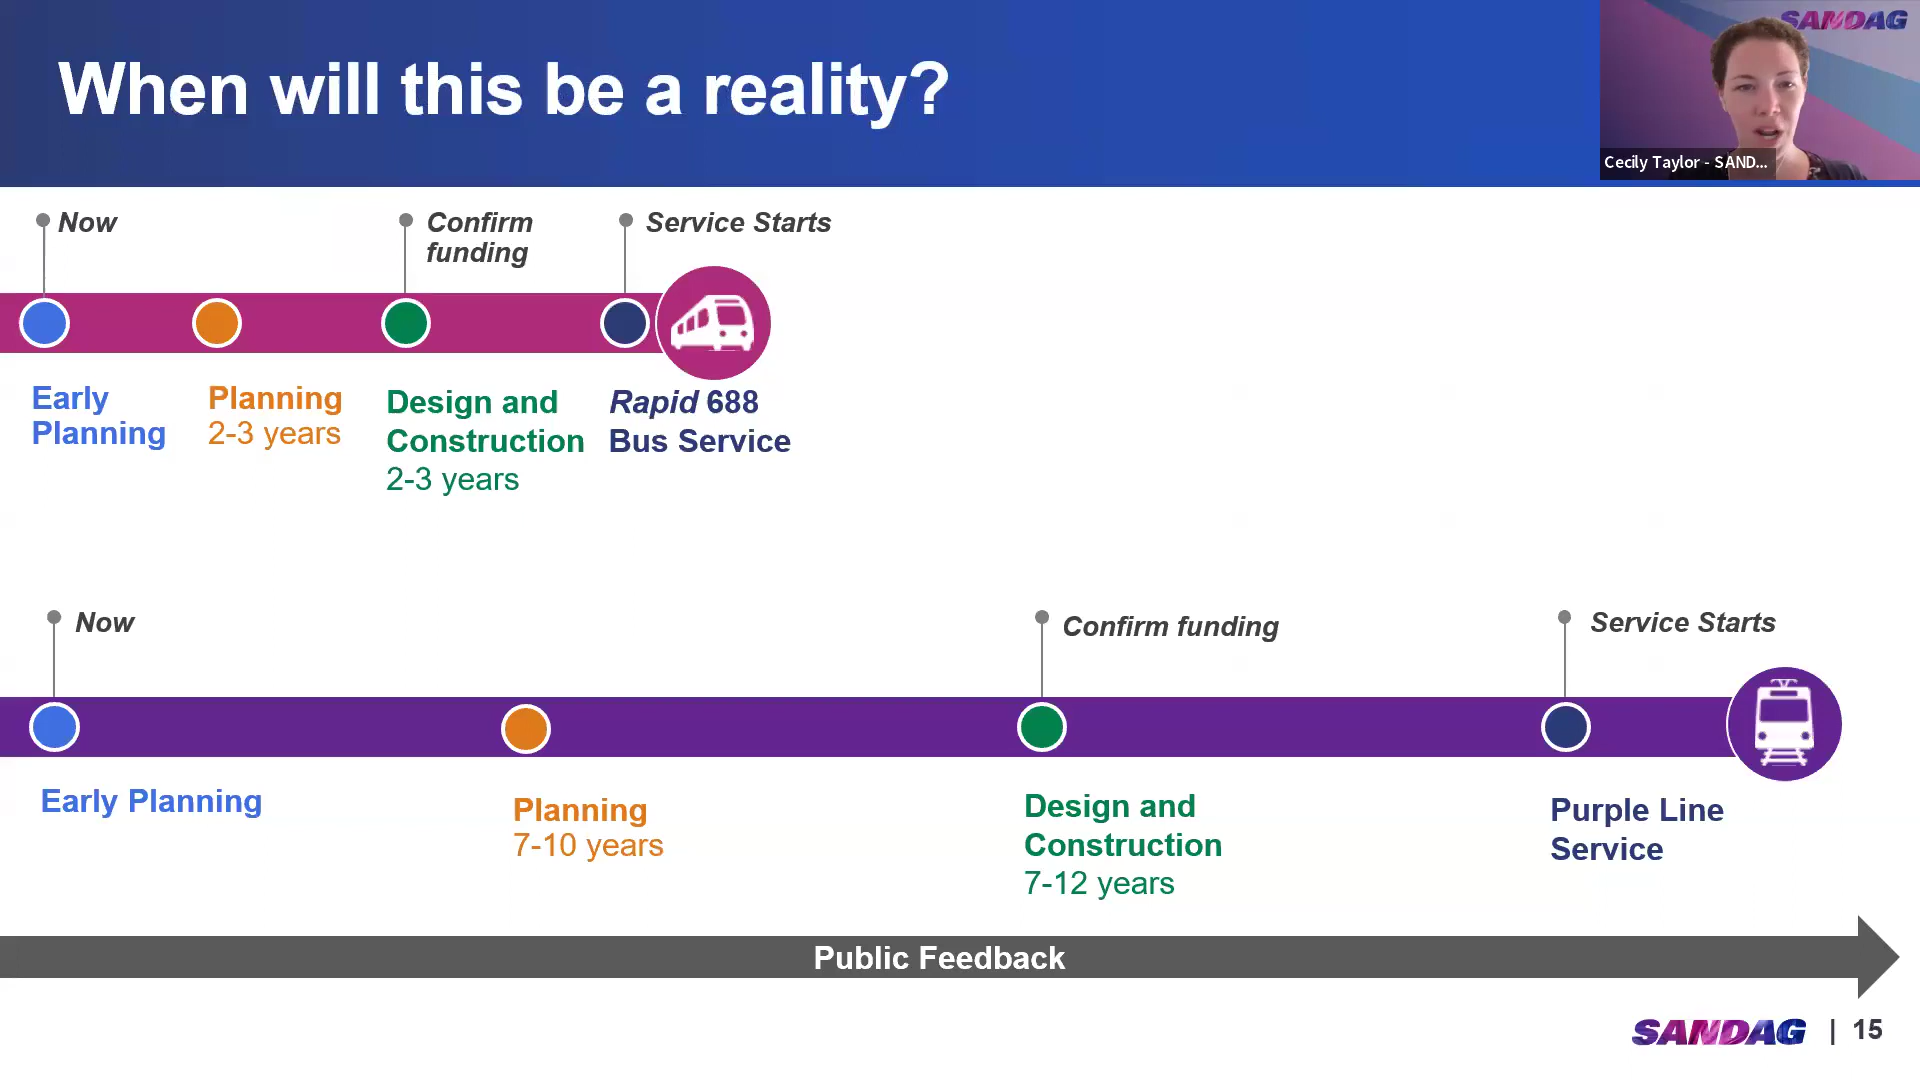 When will this be a reality?
SANDAG
Cecily Taylor - SAND...
Now
Confirm
funding
Service Starts
Early
Planning
Planning
2-3 years
Design and
Construction
2-3 years
Rapid 688
Bus Service
Now
Confirm funding
Service Starts
Early Planning
Planning
7-10 years
Design and
Construction
7-12 years
Purple Line
Service
Public Feedback
SANDAG | 15